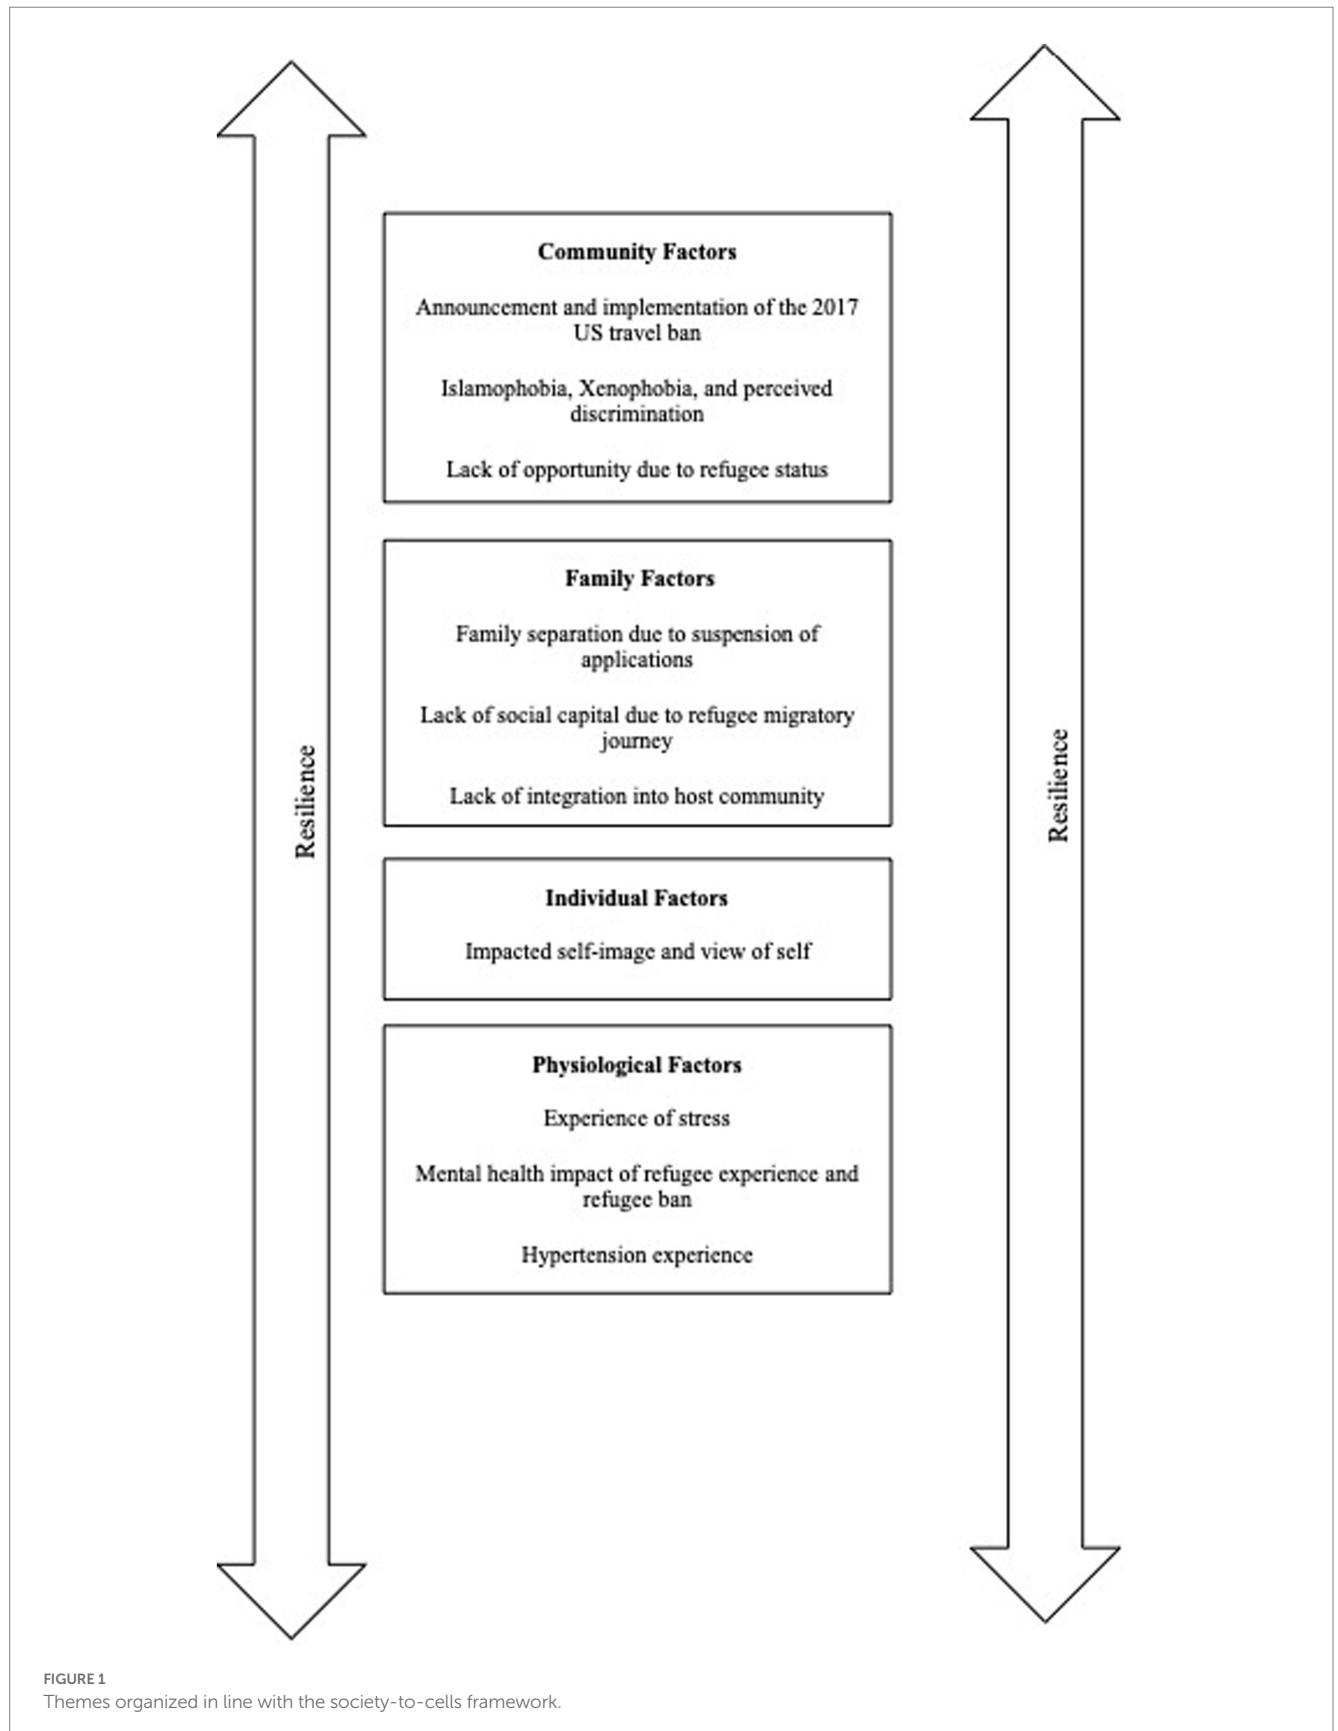 Community Factors
Announcement and implementation of the 2017
US travel ban
Islamophobia, Xenophobia, and perceived
discrimination
Lack of opportunity due to refugee status
Family Factors
Family separation due to suspension of
applications
Lack of social capital due to refugee migratory
journey
Lack of integration into host community
Individual Factors
Impacted self-image and view of self
Physiological Factors
Experience of stress
Mental health impact of refugee experience and
refugee ban
Hypertension experience
Resilience
Resilience
FIGURE 1
Themes organized in line with the society-to-cells framework.